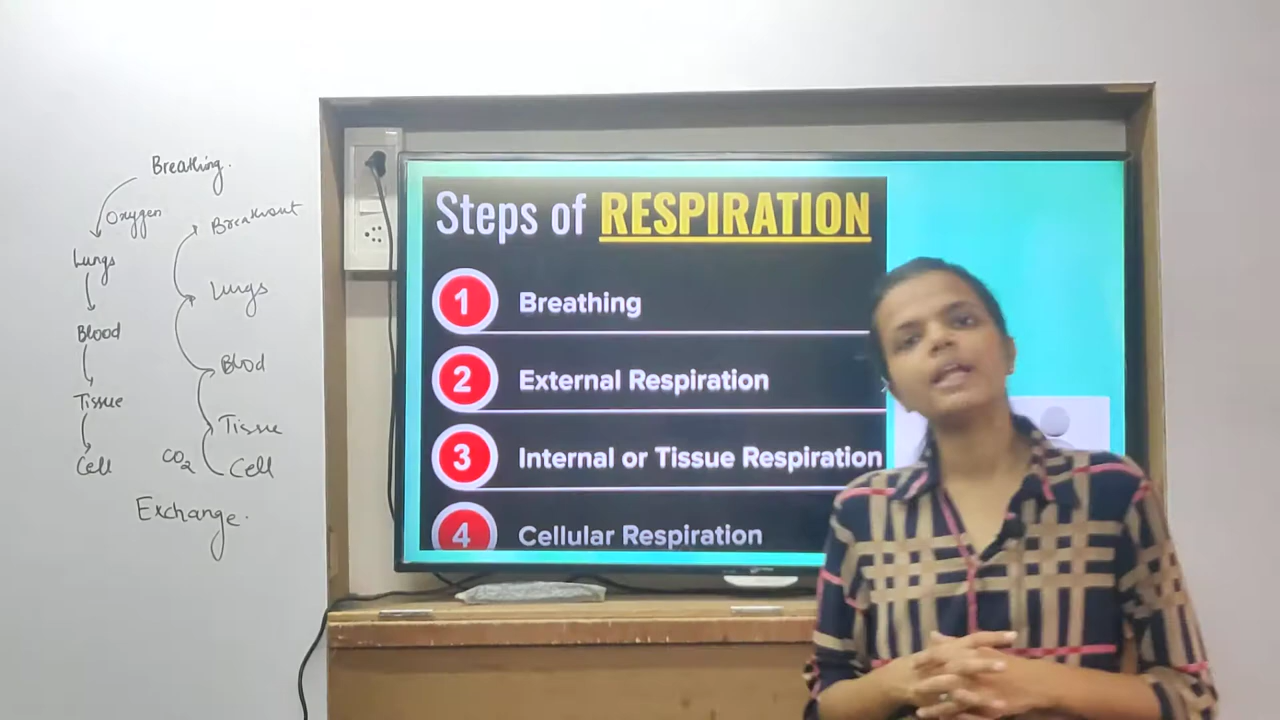 Breathing.
Oxygen
Lungs
Blood
Tissue
Cell
Breathout
Lungs
Blood
Tissue
CO2 Cell
Exchange.
Steps of RESPIRATION
1 Breathing
2 External Respiration
3 Internal or Tissue Respiration
4 Cellular Respiration